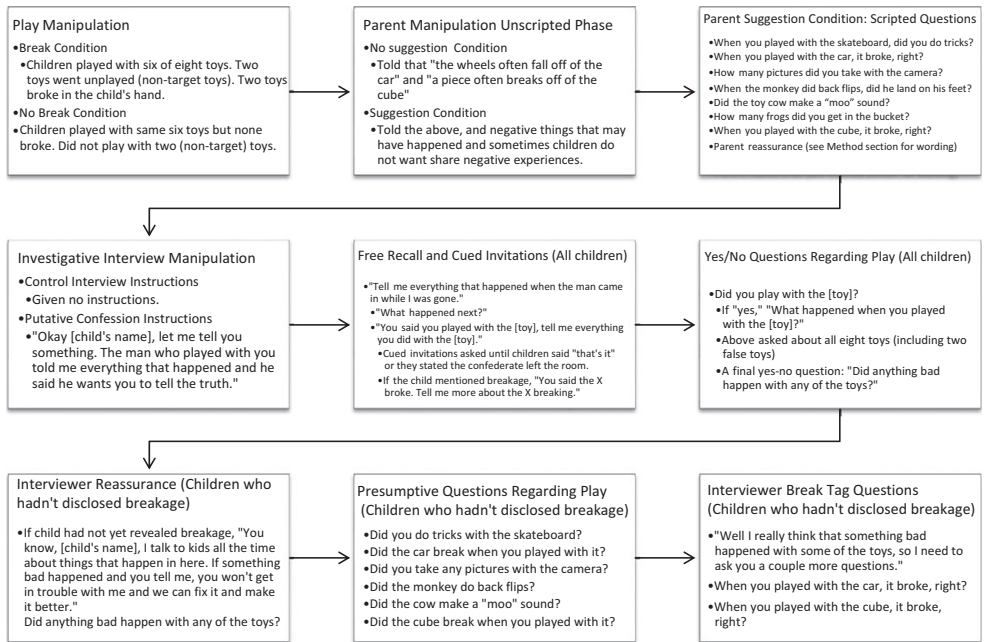 Play Manipulation
•Break Condition
•Children played with six of eight toys. Two
toys went unplayed (non-target toys). Two toys
broke in the child's hand.
•No Break Condition
•Children played with same six toys but none
broke. Did not play with two (non-target) toys.
Parent Manipulation Unscripted Phase
•No suggestion Condition
•Told that "the wheels often fall off of the
car" and "a piece often breaks off of the
cube"
•Suggestion Condition
•Told the above, and negative things that may
have happened and sometimes children do
not want share negative experiences.
Parent Suggestion Condition: Scripted Questions
•When you played with the skateboard, did you do tricks?
•When you played with the car, it broke, right?
•How many pictures did you take with the camera?
•When the monkey did back flips, did he land on his feet?
•Did the toy cow make a “moo” sound?
•How many frogs did you get in the bucket?
•When you played with the cube, it broke, right?
•Parent reassurance (see Method section for wording)
Investigative Interview Manipulation
•Control Interview Instructions
•Given no instructions.
•Putative Confession Instructions
•"Okay [child's name], let me tell you
something. The man who played with you
told me everything that happened and he
said he wants you to tell the truth."
Free Recall and Cued Invitations (All children)
•"Tell me everything that happened when the man came
in while I was gone."
•"What happened next?"
•"You said you played with the [toy], tell me everything
you did with the [toy]."
•Cued invitations asked until children said "that's it"
or they stated the confederate left the room.
•If the child mentioned breakage, "You said the X
broke. Tell me more about the X breaking."
Yes/No Questions Regarding Play (All children)
•Did you play with the [toy]?
•If "yes," "What happened when you played
with the [toy]?"
•Above asked about all eight toys (including two
false toys)
•A final yes-no question: "Did anything bad
happen with any of the toys?"
Interviewer Reassurance (Children who
hadn't disclosed breakage)
•If child had not yet revealed breakage, "You
know, [child's name], I talk to kids all the time
about things that happen in here. If something
bad happened and you tell me, you won't get
in trouble with me and we can fix it and make
it better."
Did anything bad happen with any of the toys?
Presumptive Questions Regarding Play
(Children who hadn't disclosed breakage)
•Did you do tricks with the skateboard?
•Did the car break when you played with it?
•Did you take any pictures with the camera?
•Did the monkey do back flips?
•Did the cow make a "moo" sound?
•Did the cube break when you played with it?
Interviewer Break Tag Questions
(Children who hadn't disclosed breakage)
•"Well I really think that something bad
happened with some of the toys, so I need to
ask you a couple more questions."
•When you played with the car, it broke, right?
•When you played with the cube, it broke,
right?